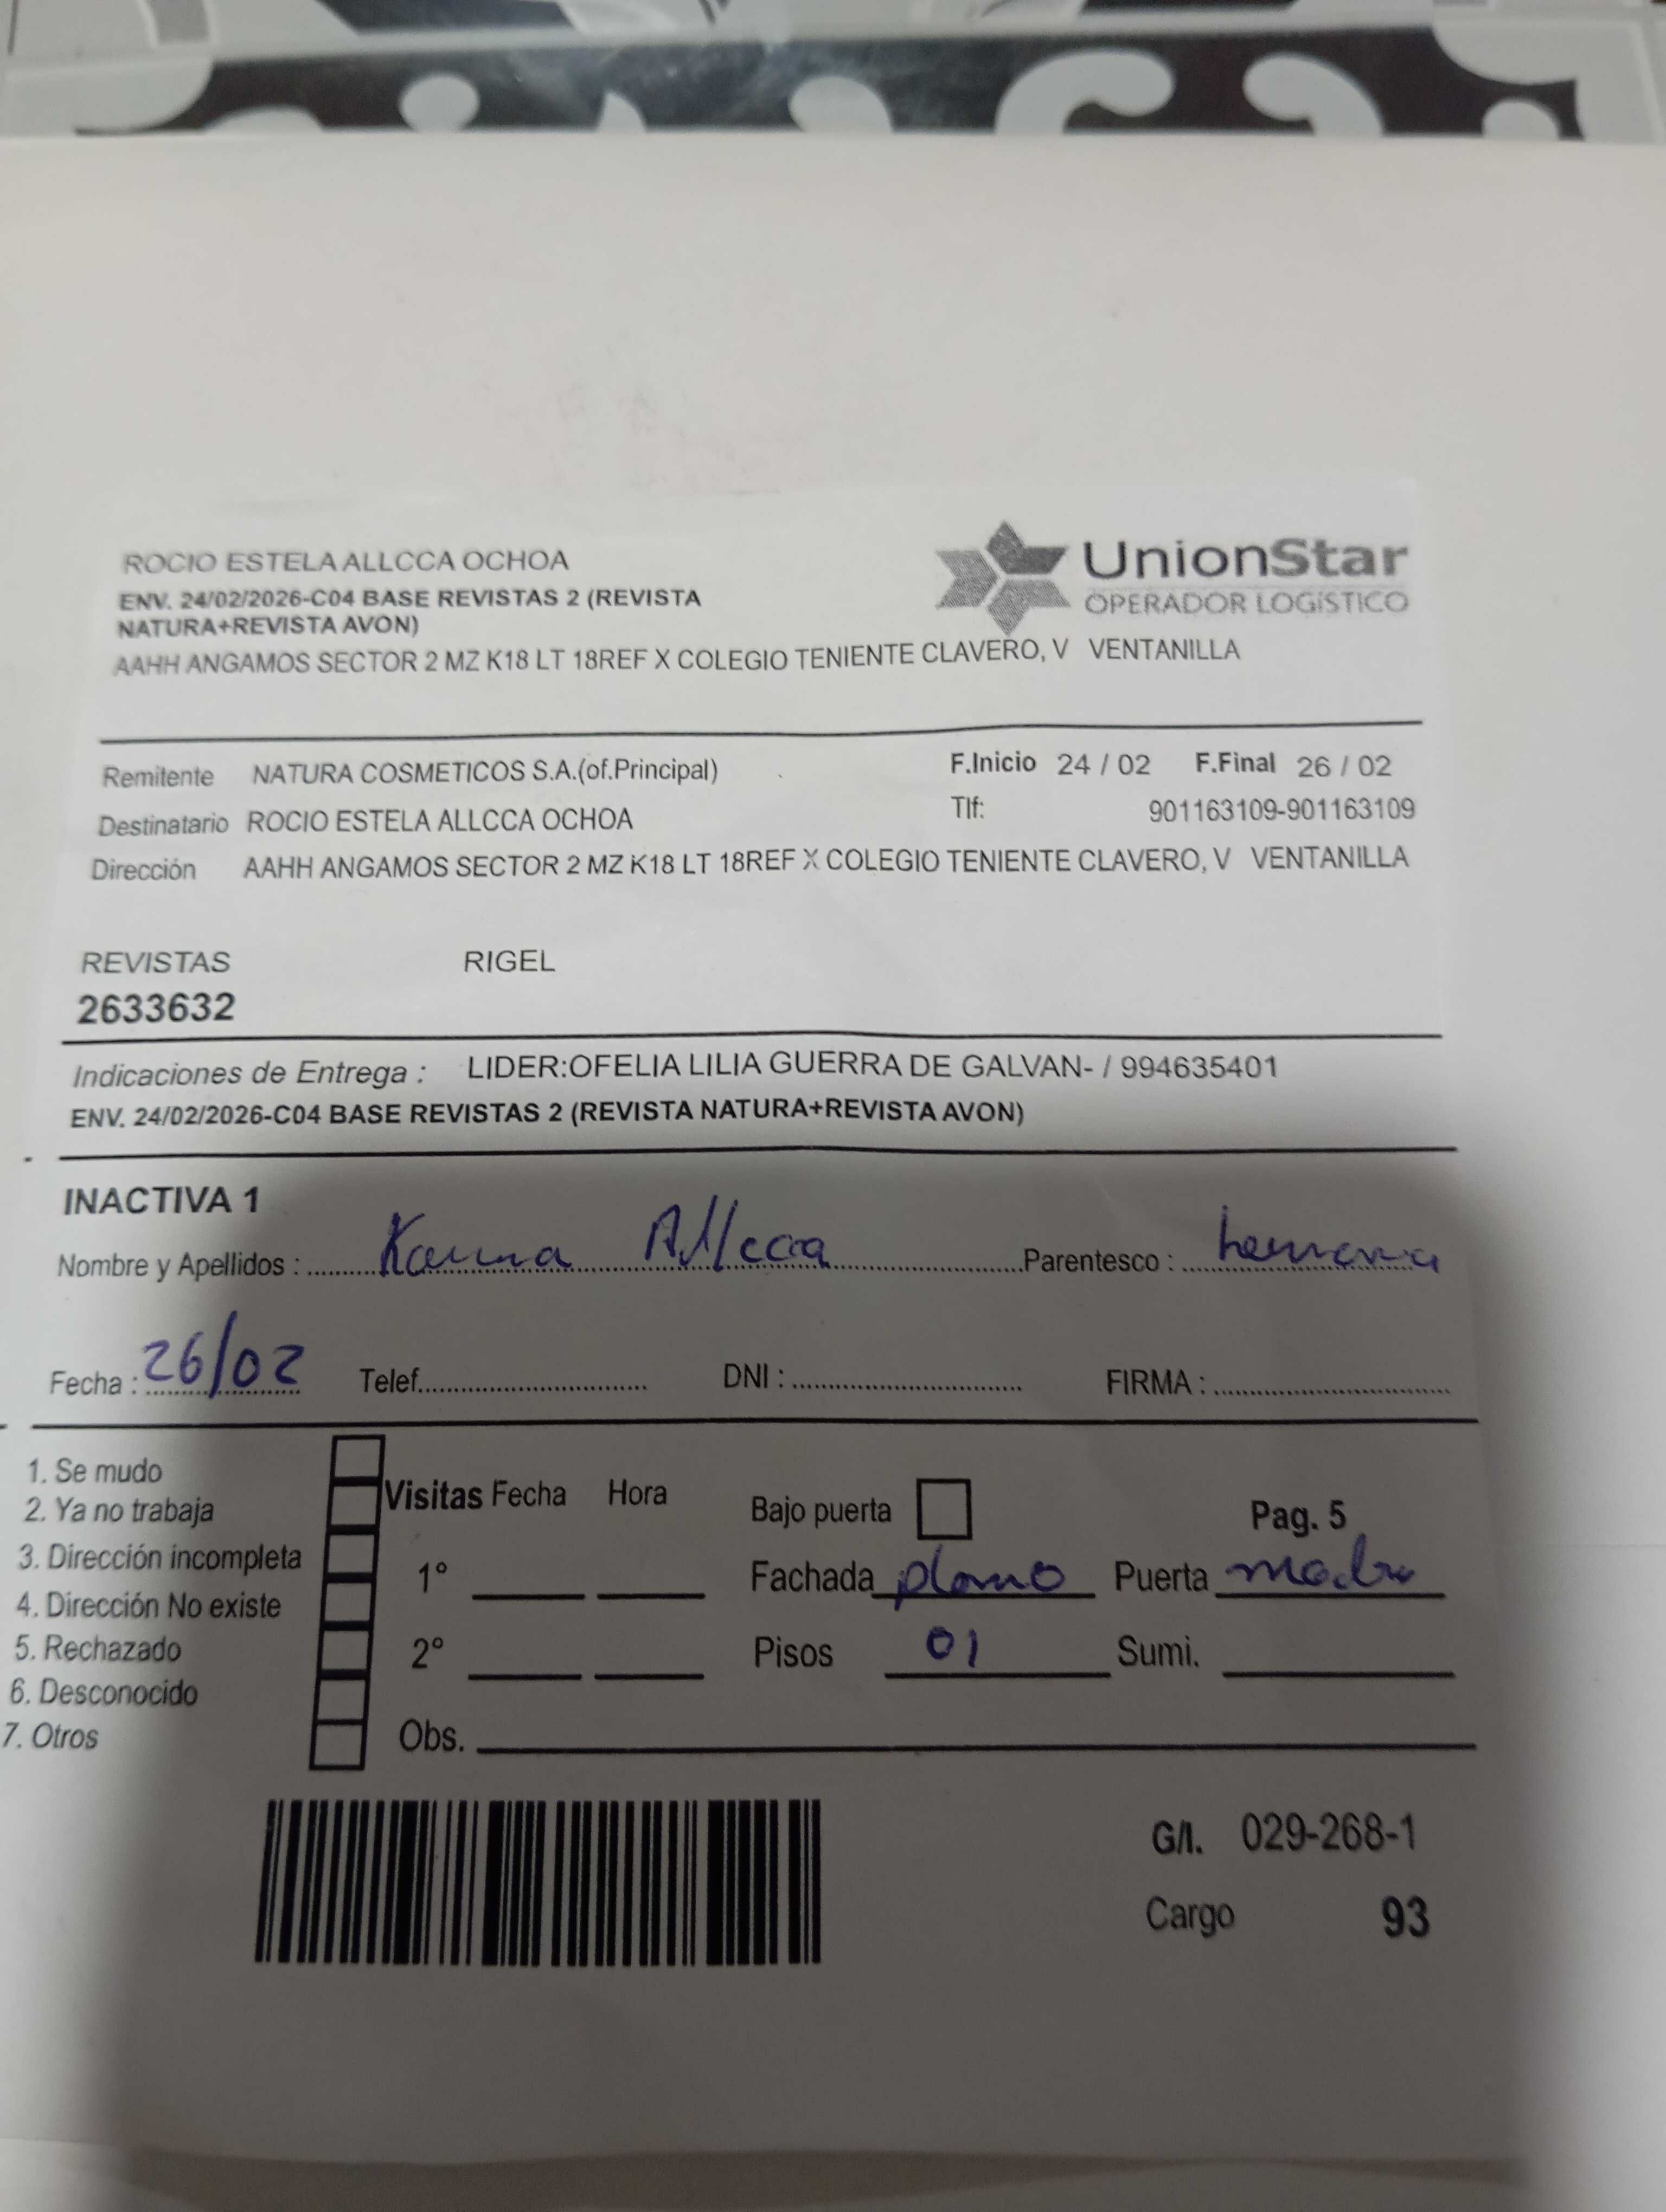 ROCIO ESTELA ALLCCA OCHOA
UnionStar
OPERADOR LOGÍSTICO
ENV. 24/02/2026-C04 BASE REVISTAS 2 (REVISTA
NATURA+REVISTA AVON)
AAHH ANGAMOS SECTOR 2 MZ K18 LT 18REF X COLEGIO TENIENTE CLAVERO, V VENTANILLA
Remitente NATURA COSMETICOS S.A.(of.Principal) F.Inicio 24 / 02 F.Final 26 / 02
Destinatario ROCIO ESTELA ALLCCA OCHOA Tlf: 901163109-901163109
Dirección AAHH ANGAMOS SECTOR 2 MZ K18 LT 18REF X COLEGIO TENIENTE CLAVERO, V VENTANILLA
REVISTAS RIGEL
2633632
Indicaciones de Entrega : LIDER:OFELIA LILIA GUERRA DE GALVAN- / 994635401
ENV. 24/02/2026-C04 BASE REVISTAS 2 (REVISTA NATURA+REVISTA AVON)
INACTIVA 1
Nombre y Apellidos : Allcca Parentesco : hermana
Fecha : 26/02 Telef. DNI : FIRMA :
1. Se mudo
2. Ya no trabaja
3. Dirección incompleta
4. Dirección No existe
5. Rechazado
6. Desconocido
7. Otros
Visitas Fecha Hora
1°
2°
Obs.
Bajo puerta Pag. 5
Fachada plomo Puerta
Pisos 01 Sumi.
G/I. 029-268-1
Cargo 93